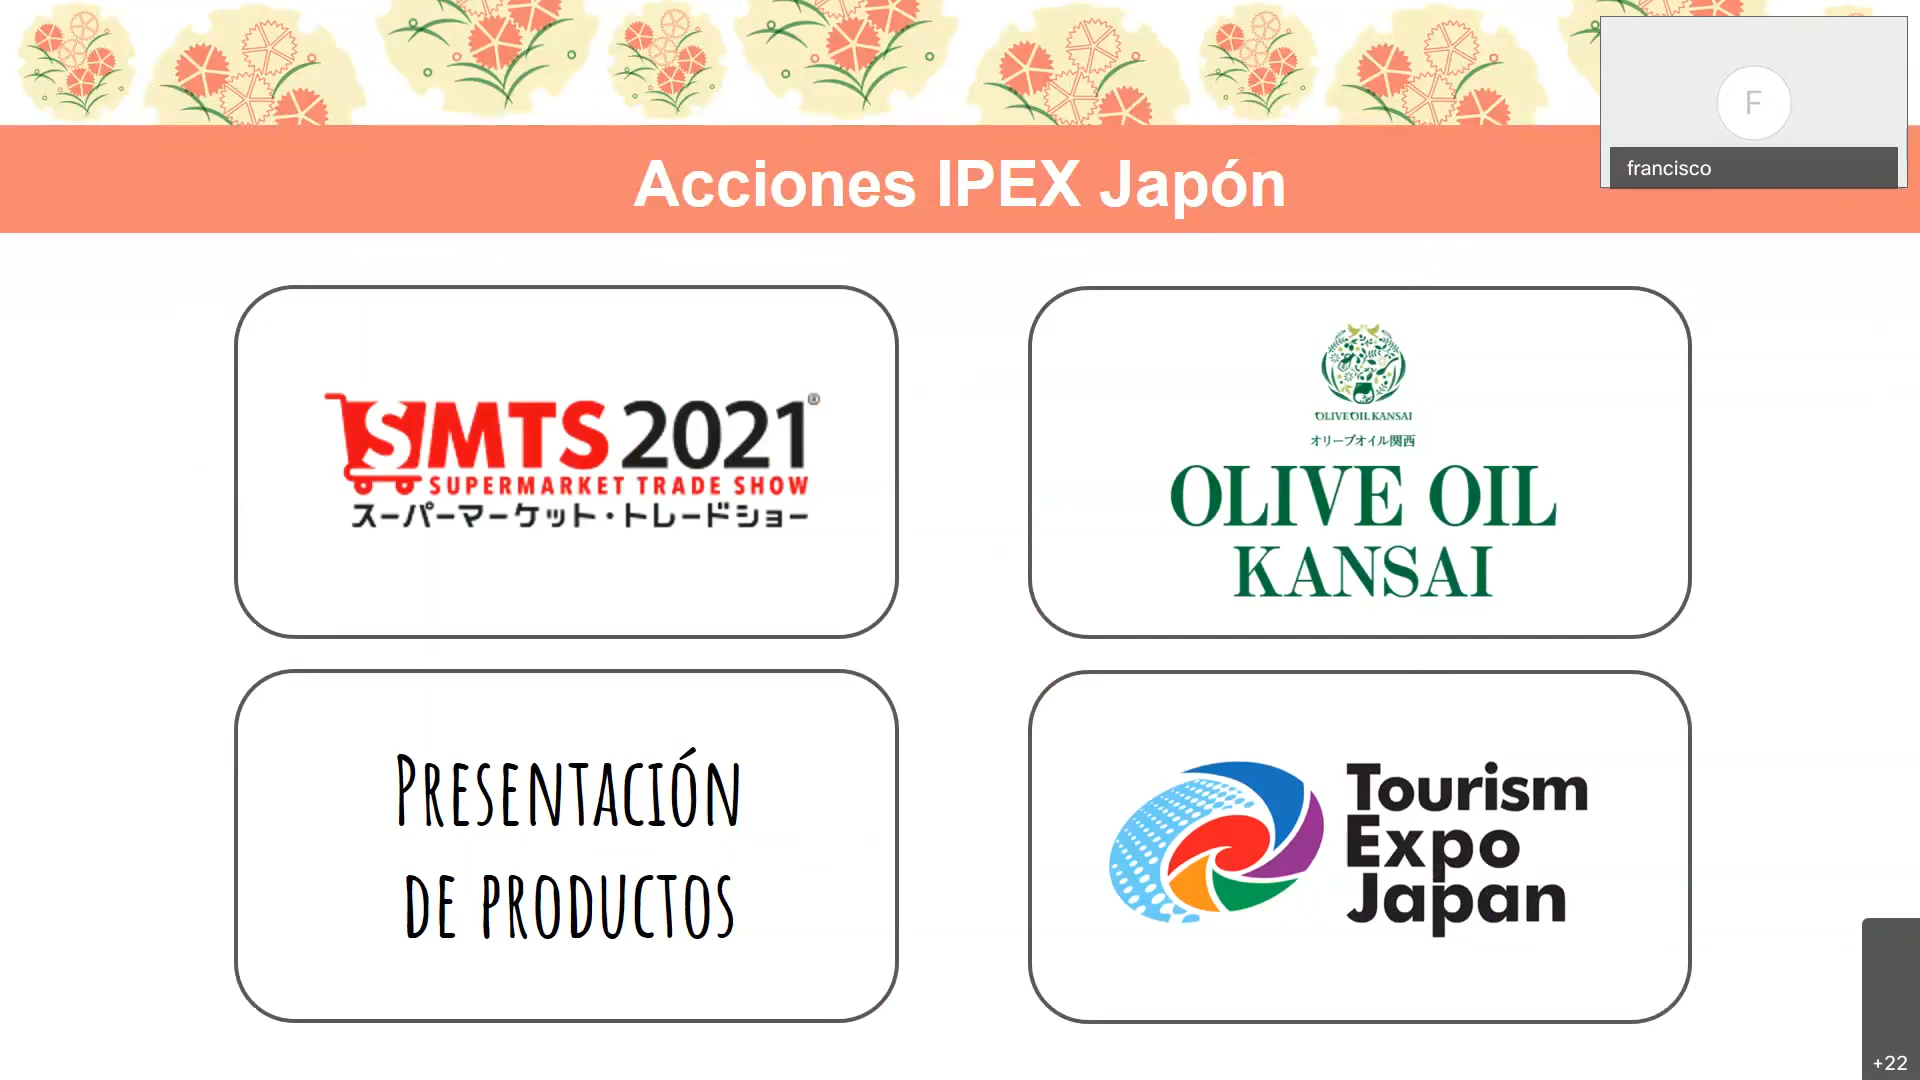 F
francisco
Acciones IPEX Japón
SMTS 2021®
SUPERMARKET TRADE SHOW
スーパーマーケット・トレードショー
OLIVE OIL KANSAI
オリーブオイル関西
OLIVE OIL
KANSAI
PRESENTACIÓN
DE PRODUCTOS
Tourism
Expo
Japan
+22